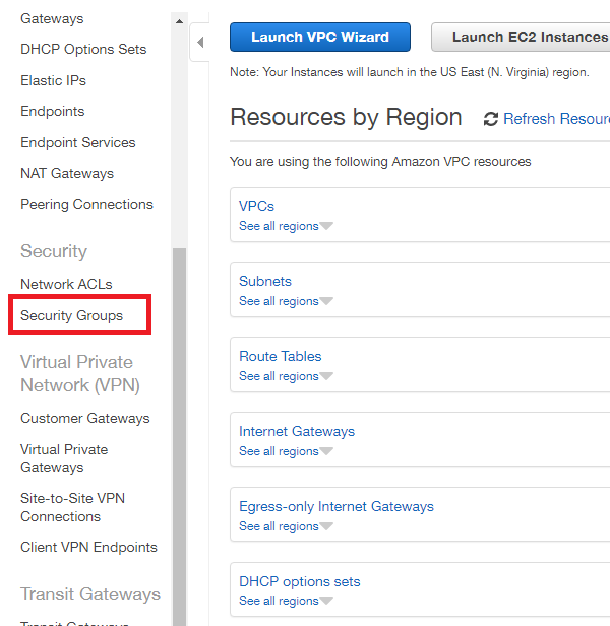 Gateways
DHCP Options Sets
Elastic IPs
Endpoints
Endpoint Services
NAT Gateways
Peering Connections
Security
Network ACLs
Security Groups
Virtual Private
Network (VPN)
Customer Gateways
Virtual Private
Gateways
Site-to-Site VPN
Connections
Client VPN Endpoints
Transit Gateways
Transit Gateways
Launch VPC Wizard
Launch EC2 Instances
Note: Your Instances will launch in the US East (N. Virginia) region.
Resources by Region
Refresh Resour
You are using the following Amazon VPC resources
VPCs
See all regions
Subnets
See all regions
Route Tables
See all regions
Internet Gateways
See all regions
Egress-only Internet Gateways
See all regions
DHCP options sets
See all regions